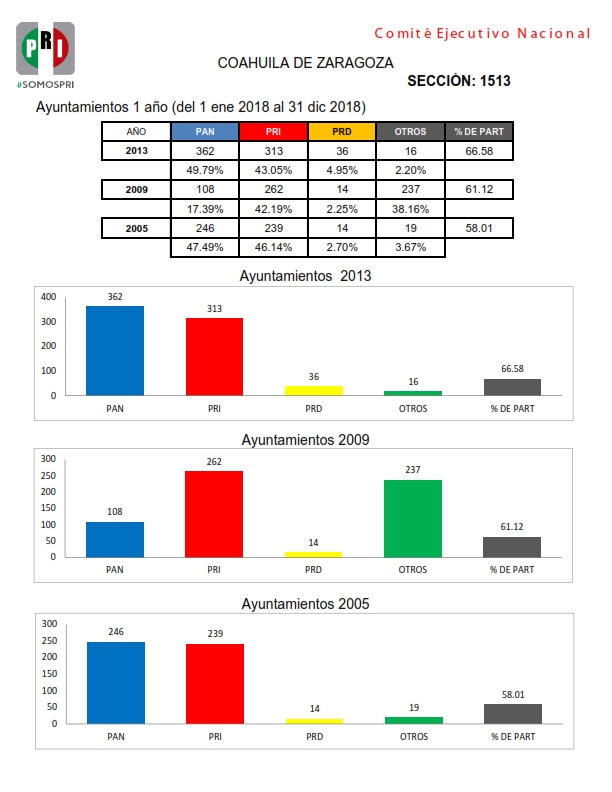 Comité Ejecutivo Nacional
PRI
#SOMOSPRI
COAHUILA DE ZARAGOZA
SECCIÓN: 1513
Ayuntamientos 1 año (del 1 ene 2018 al 31 dic 2018)
AÑO PAN PRI PRD OTROS % DE PART
2013 362 313 36 16 66.58
49.79% 43.05% 4.95% 2.20%
2009 108 262 14 237 61.12
17.39% 42.19% 2.25% 38.16%
2005 246 239 14 19 58.01
47.49% 46.14% 2.70% 3.67%
Ayuntamientos 2013
400
300
200
100
0
362 313 36 16 66.58
PAN PRI PRD OTROS % DE PART
Ayuntamientos 2009
300
250
200
150
100
50
0
108 262 14 237 61.12
PAN PRI PRD OTROS % DE PART
Ayuntamientos 2005
300
250
200
150
100
50
0
246 239 14 19 58.01
PAN PRI PRD OTROS % DE PART